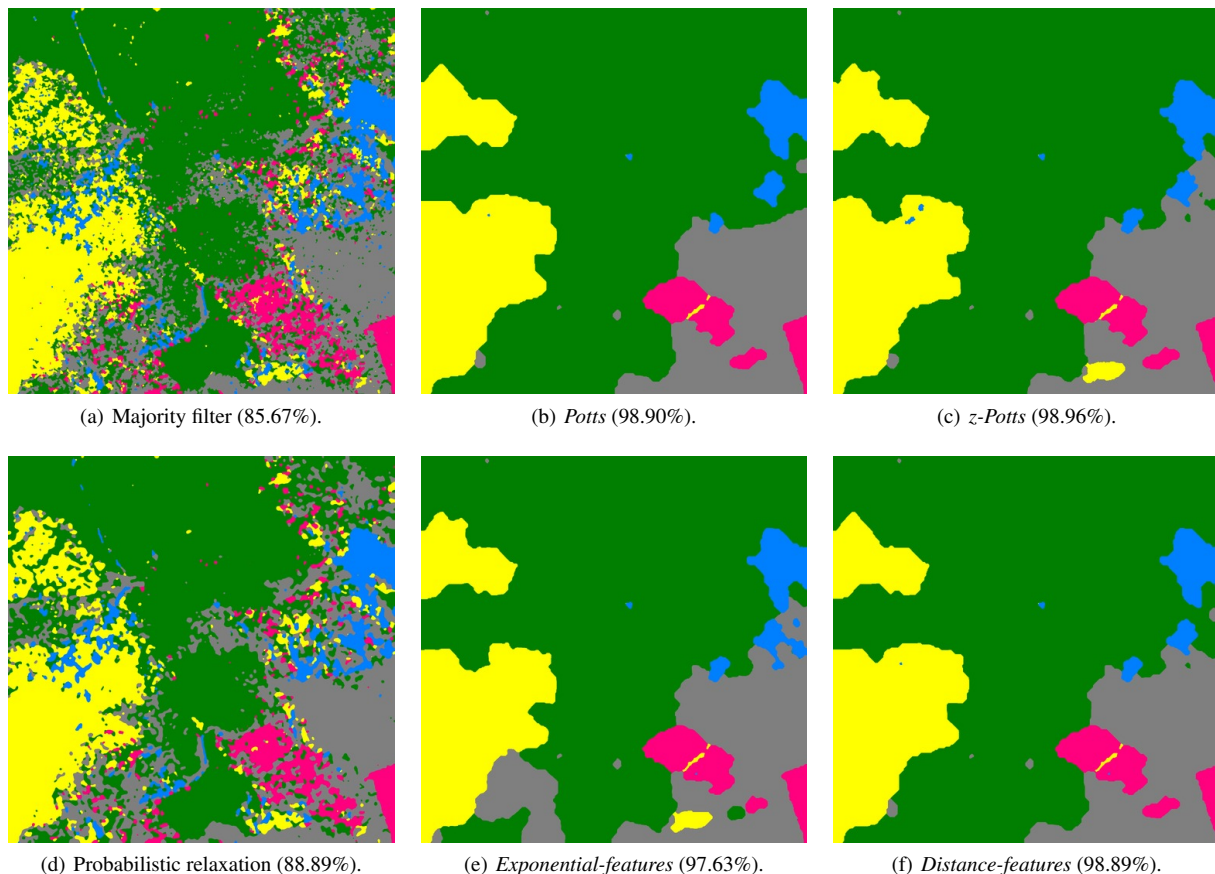 (a) Majority filter (85.67%).
(b) Potts (98.90%).
(c) z-Potts (98.96%).
(d) Probabilistic relaxation (88.89%).
(e) Exponential-features (97.63%).
(f) Distance-features (98.89%).